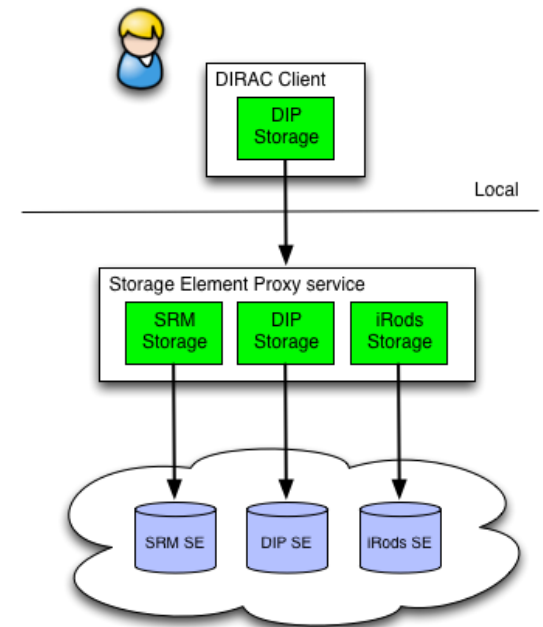 DIRAC Client
DIP
Storage
Local
Storage Element Proxy service
SRM
Storage
DIP
Storage
iRods
Storage
SRM SE
DIP SE
iRods SE